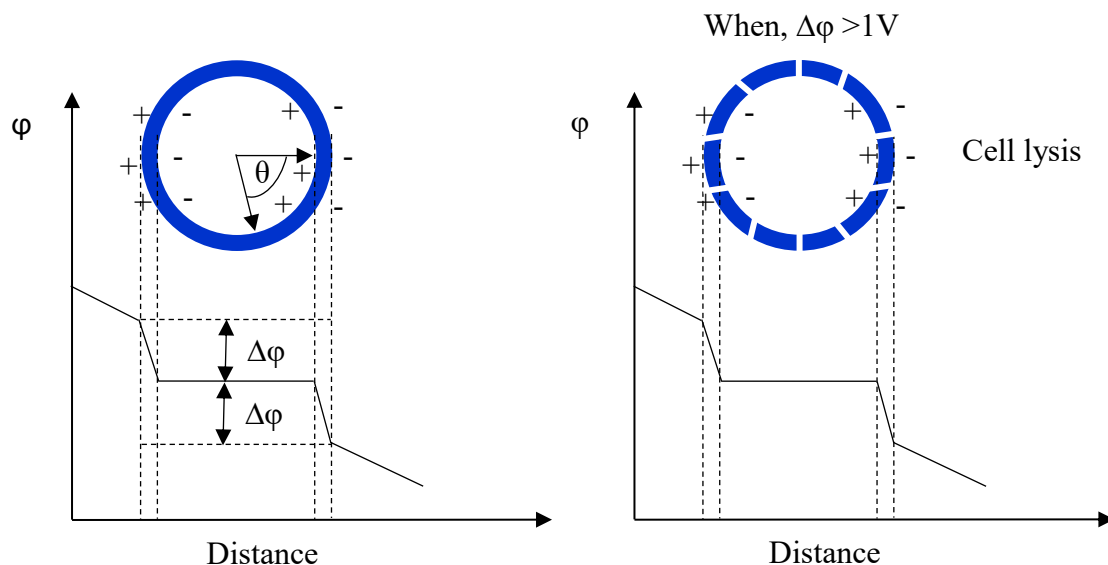 When, Δφ >1V
φ
+ - + -
+ - θ + -
+ - + -
Δφ
Δφ
Distance
φ
+ - + -
+ - + -
+ - + -
Cell lysis
Distance